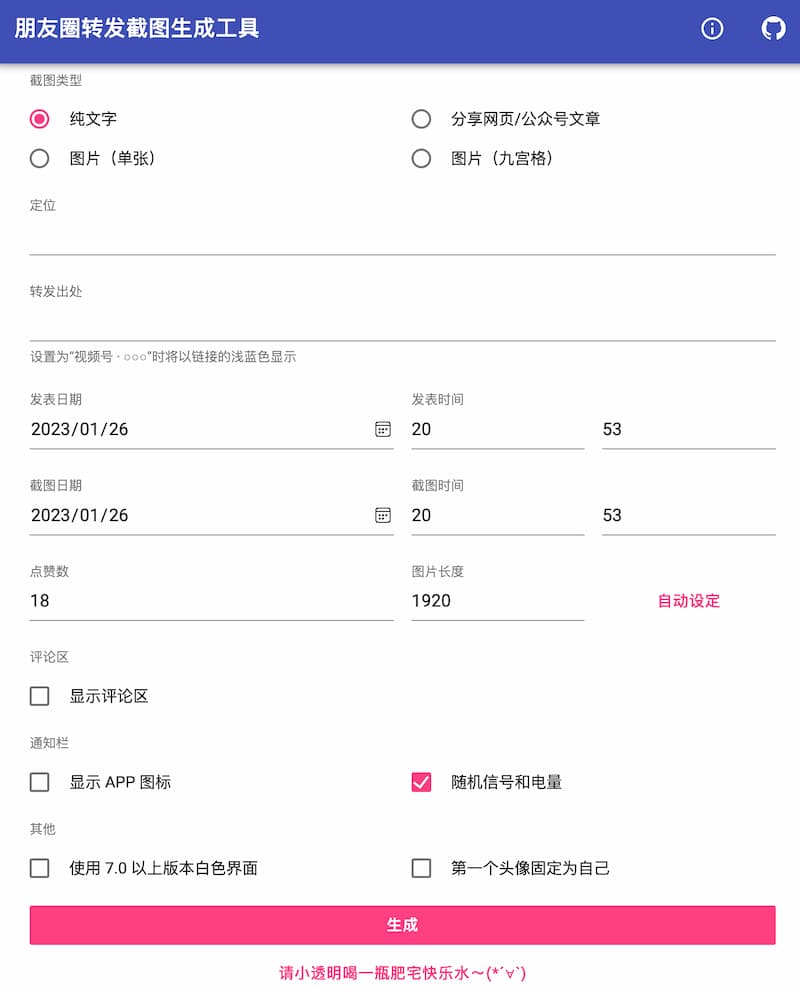 朋友圈转发截图生成工具
截图类型
纯文字
分享网页/公众号文章
图片（单张）
图片（九宫格）
定位
转发出处
设置为“视频号 · ○○○”时将以链接的浅蓝色显示
发表日期
发表时间
2023/01/26
20
53
截图日期
截图时间
2023/01/26
20
53
点赞数
图片长度
18
1920
自动设定
评论区
显示评论区
通知栏
显示 APP 图标
随机信号和电量
其他
使用 7.0 以上版本白色界面
第一个头像固定为自己
生成
请小透明喝一瓶肥宅快乐水～(*´∀`)